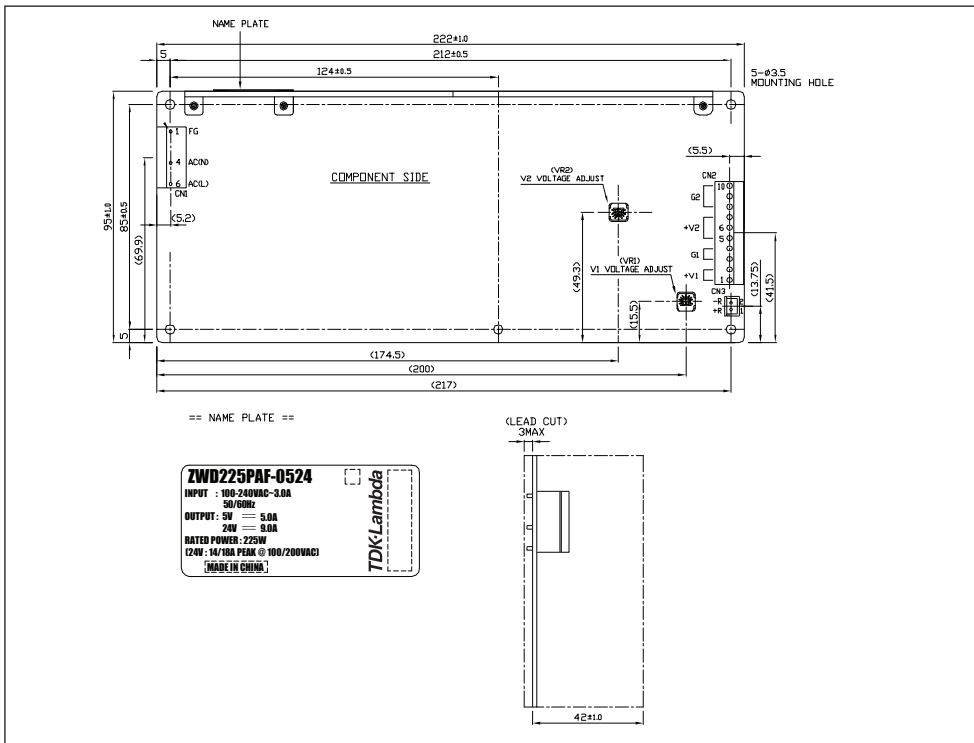 NAME PLATE
222±1.0
5
212±0.5
124±0.5
5-ø3.5
MOUNTING HOLE
1 FG
4 AC(N)
6 AC(L)
CN1
(5.2)
95±1.0
85±0.5
(69.9)
5
COMPONENT SIDE
(VR2)
V2 VOLTAGE ADJUST
(VR1)
V1 VOLTAGE ADJUST
(49.3)
(15.5)
(5.5)
CN2
10
G2
+V2
6
5
G1
+V1
1
CN3
-R 2
+R 1
(13.75)
(41.5)
(174.5)
(200)
(217)
== NAME PLATE ==
ZWD225PAF-0524
INPUT : 100-240VAC~3.0A
50/60Hz
OUTPUT : 5V ⎓ 5.0A
24V ⎓ 9.0A
RATED POWER : 225W
(24V : 14/18A PEAK @ 100/200VAC)
MADE IN CHINA
TDK·Lambda
(LEAD CUT)
3MAX
42±1.0